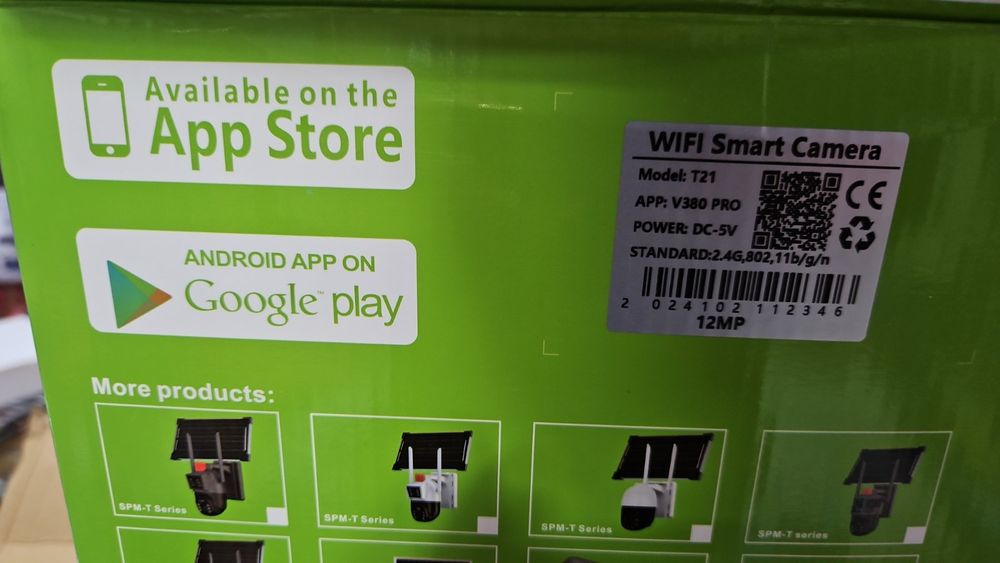 Available on the
App Store
ANDROID APP ON
Google™ play
WIFI Smart Camera
Model: T21
APP: V380 PRO
POWER: DC-5V
STANDARD:2.4G,802,11b/g/n
CE
2 024102 112346
12MP
More products:
SPM-T Series
SPM-T Series
SPM-T Series
SPM-T series